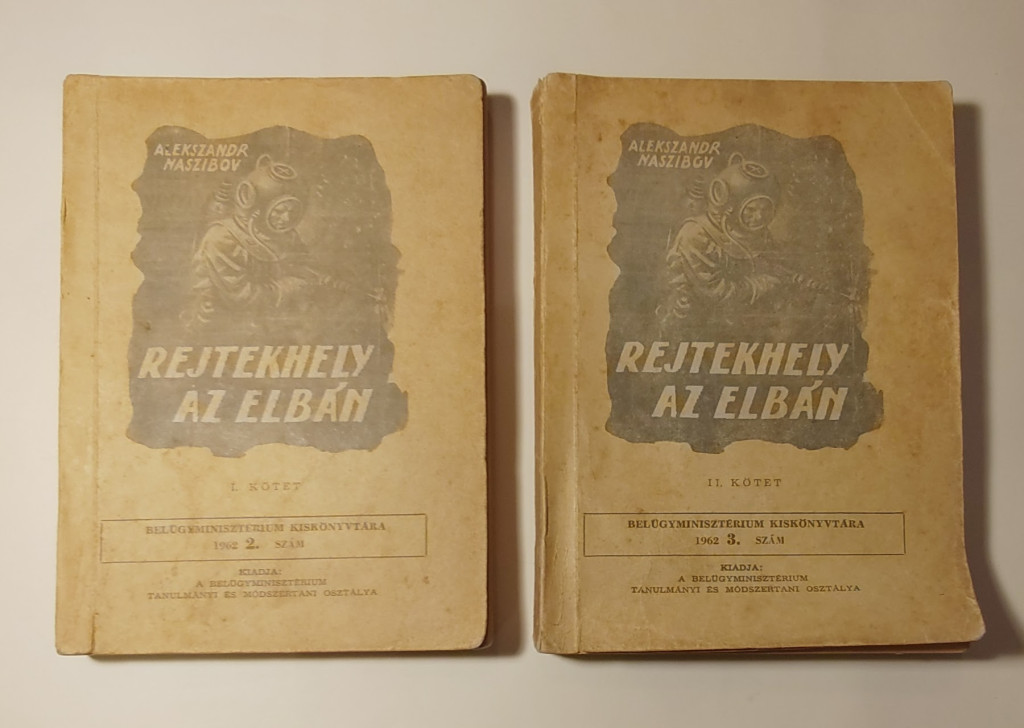 ALEKSZANDR
NASZIBOV
REJTEKHELY
AZ ELBÁN
I. KÖTET
BELÜGYMINISZTÉRIUM KISKÖNYVTÁRA
1962 2. SZÁM
KIADJA:
A BELÜGYMINISZTÉRIUM
TANULMÁNYI ÉS MÓDSZERTANI OSZTÁLYA
ALEKSZANDR
NASZIBOV
REJTEKHELY
AZ ELBÁN
II. KÖTET
BELÜGYMINISZTÉRIUM KISKÖNYVTÁRA
1962 3. SZÁM
KIADJA:
A BELÜGYMINISZTÉRIUM
TANULMÁNYI ÉS MÓDSZERTANI OSZTÁLYA